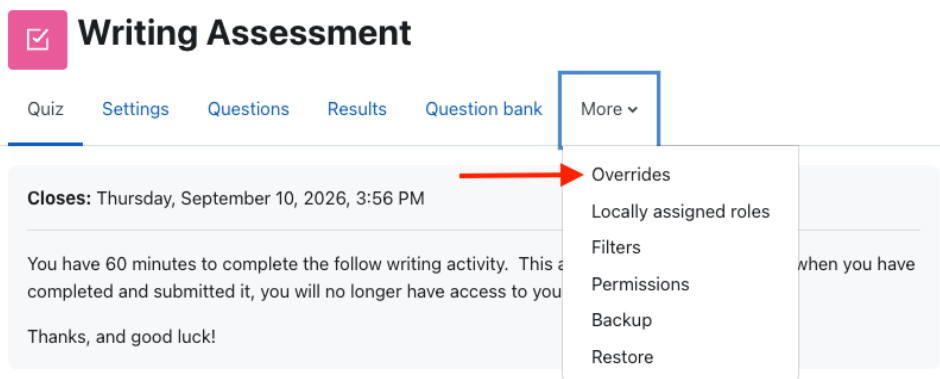 Writing Assessment
Quiz Settings Questions Results Question bank More
Overrides
Locally assigned roles
Filters
Permissions
Backup
Restore
Closes: Thursday, September 10, 2026, 3:56 PM
You have 60 minutes to complete the follow writing activity. This when you have
completed and submitted it, you will no longer have access to
Thanks, and good luck!